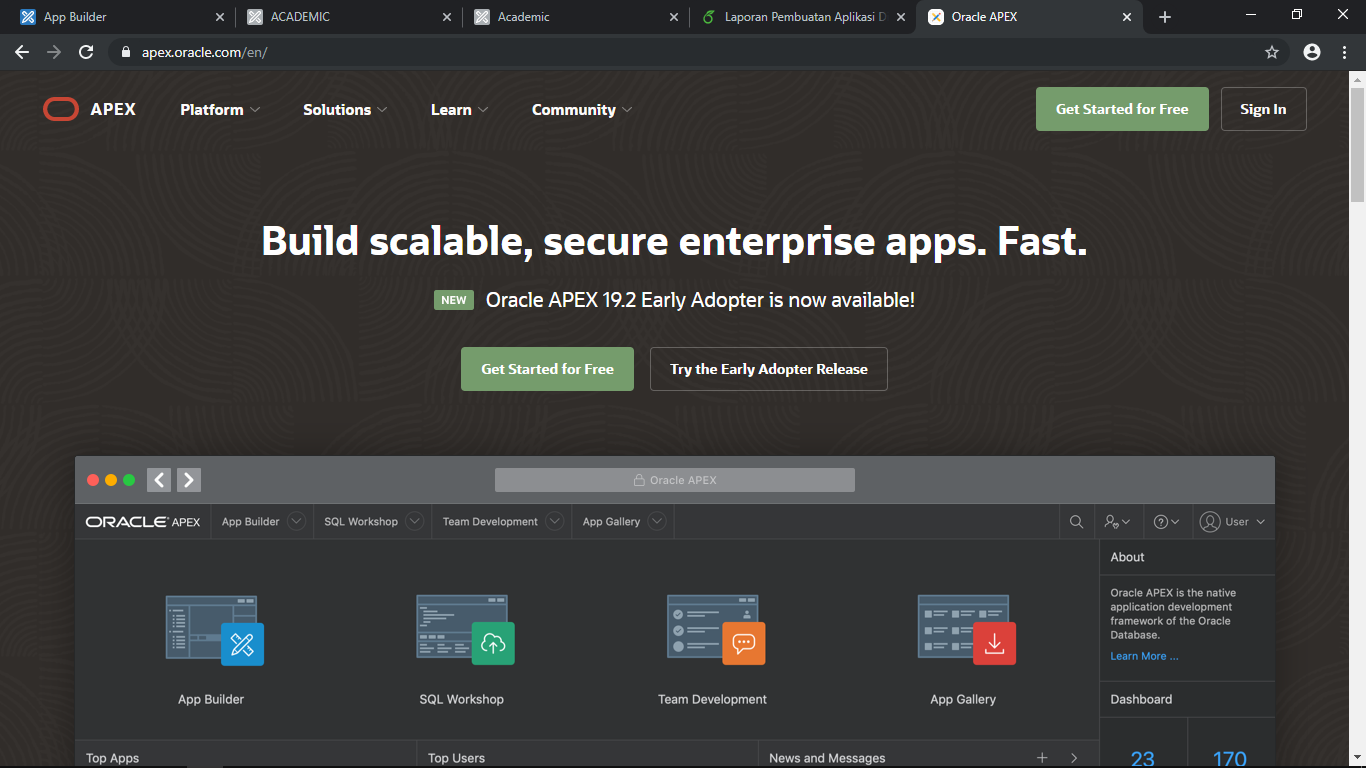 App Builder
ACADEMIC
Academic
Laporan Pembuatan Aplikasi D
Oracle APEX
apex.oracle.com/en/
APEX Platform Solutions Learn Community Get Started for Free Sign In
Build scalable, secure enterprise apps. Fast.
NEW Oracle APEX 19.2 Early Adopter is now available!
Get Started for Free Try the Early Adopter Release
Oracle APEX
ORACLE APEX App Builder SQL Workshop Team Development App Gallery User
App Builder SQL Workshop Team Development App Gallery
About
Oracle APEX is the native
application development
framework of the Oracle
Database.
Learn More ...
Dashboard
23 170
Top Apps Top Users News and Messages